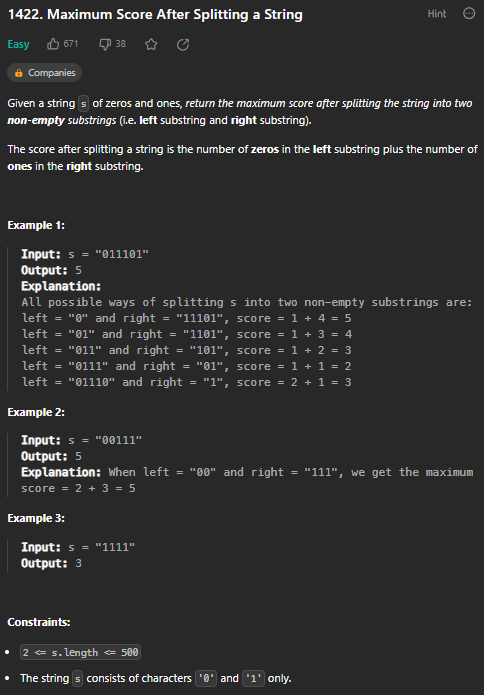 1422. Maximum Score After Splitting a String
Hint
Easy 671 38
Companies
Given a string s of zeros and ones, return the maximum score after splitting the string into two
non-empty substrings (i.e. left substring and right substring).
The score after splitting a string is the number of zeros in the left substring plus the number of
ones in the right substring.
Example 1:
Input: s = "011101"
Output: 5
Explanation:
All possible ways of splitting s into two non-empty substrings are:
left = "0" and right = "11101", score = 1 + 4 = 5
left = "01" and right = "1101", score = 1 + 3 = 4
left = "011" and right = "101", score = 1 + 2 = 3
left = "0111" and right = "01", score = 1 + 1 = 2
left = "01110" and right = "1", score = 2 + 1 = 3
Example 2:
Input: s = "00111"
Output: 5
Explanation: When left = "00" and right = "111", we get the maximum
score = 2 + 3 = 5
Example 3:
Input: s = "1111"
Output: 3
Constraints:
• 2 <= s.length <= 500
• The string s consists of characters '0' and '1' only.